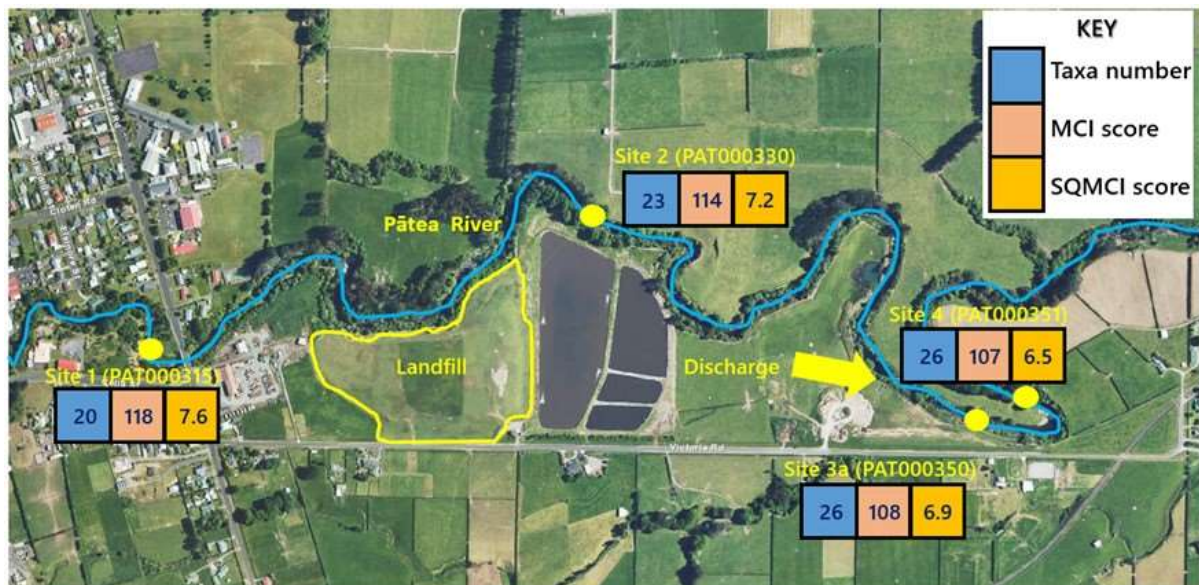 KEY
Taxa number
MCI score
SQMCI score
Site 2 (PAT000330)
23 114 7.2
Pātea River
Site 4 (PAT000351)
26 107 6.5
Landfill
Discharge
Site 1 (PAT000315)
20 118 7.6
Victoria Rd
Site 3a (PAT000350)
26 108 6.9